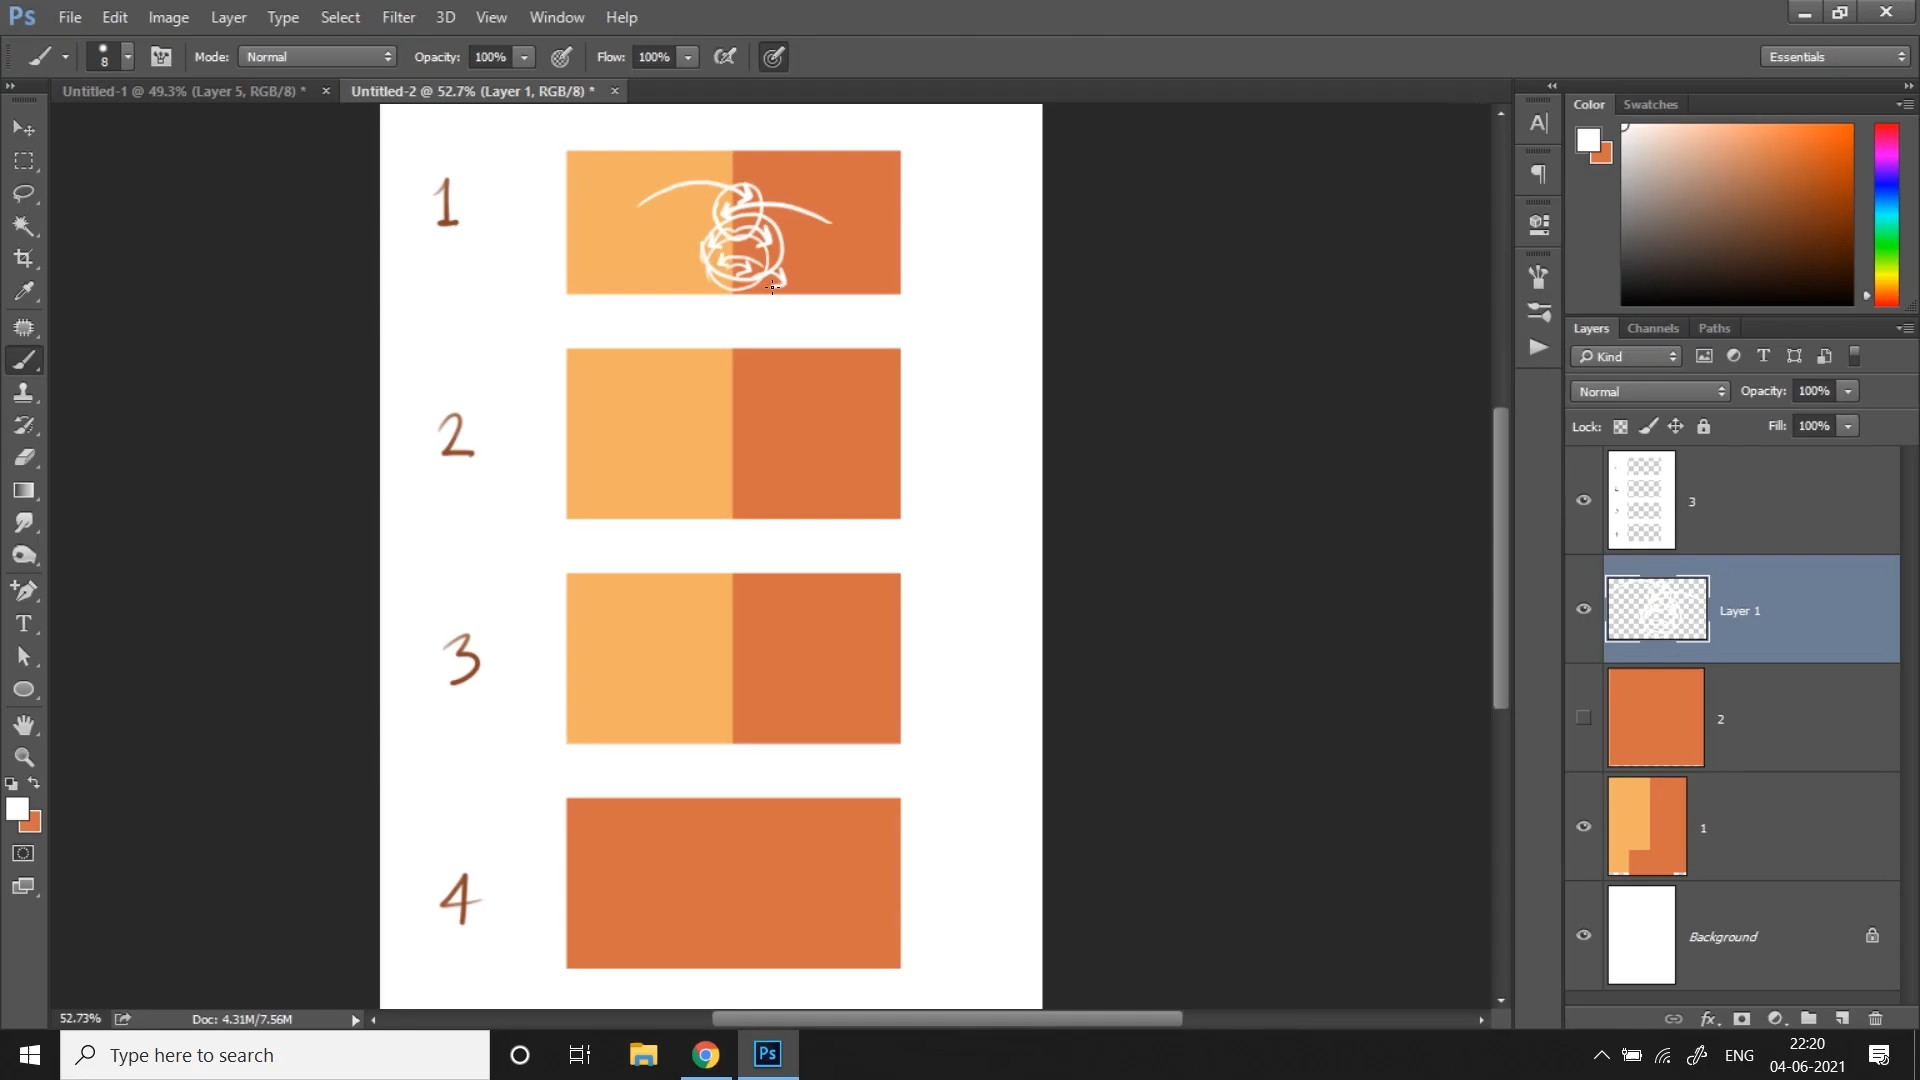 Ps File Edit Image Layer Type Select Filter 3D View Window Help
8 Mode: Normal Opacity: 100% Flow: 100% Essentials
Untitled-1 @ 49.3% (Layer 5, RGB/8) * × Untitled-2 @ 52.7% (Layer 1, RGB/8) * ×
Color Swatches
1
2
3
4
Layers Channels Paths
Kind
Normal Opacity: 100%
Lock: Fill: 100%
3
Layer 1
2
1
Background
52.73% Doc: 4.31M/7.56M
Type here to search
Ps
ENG
22:20
04-06-2021